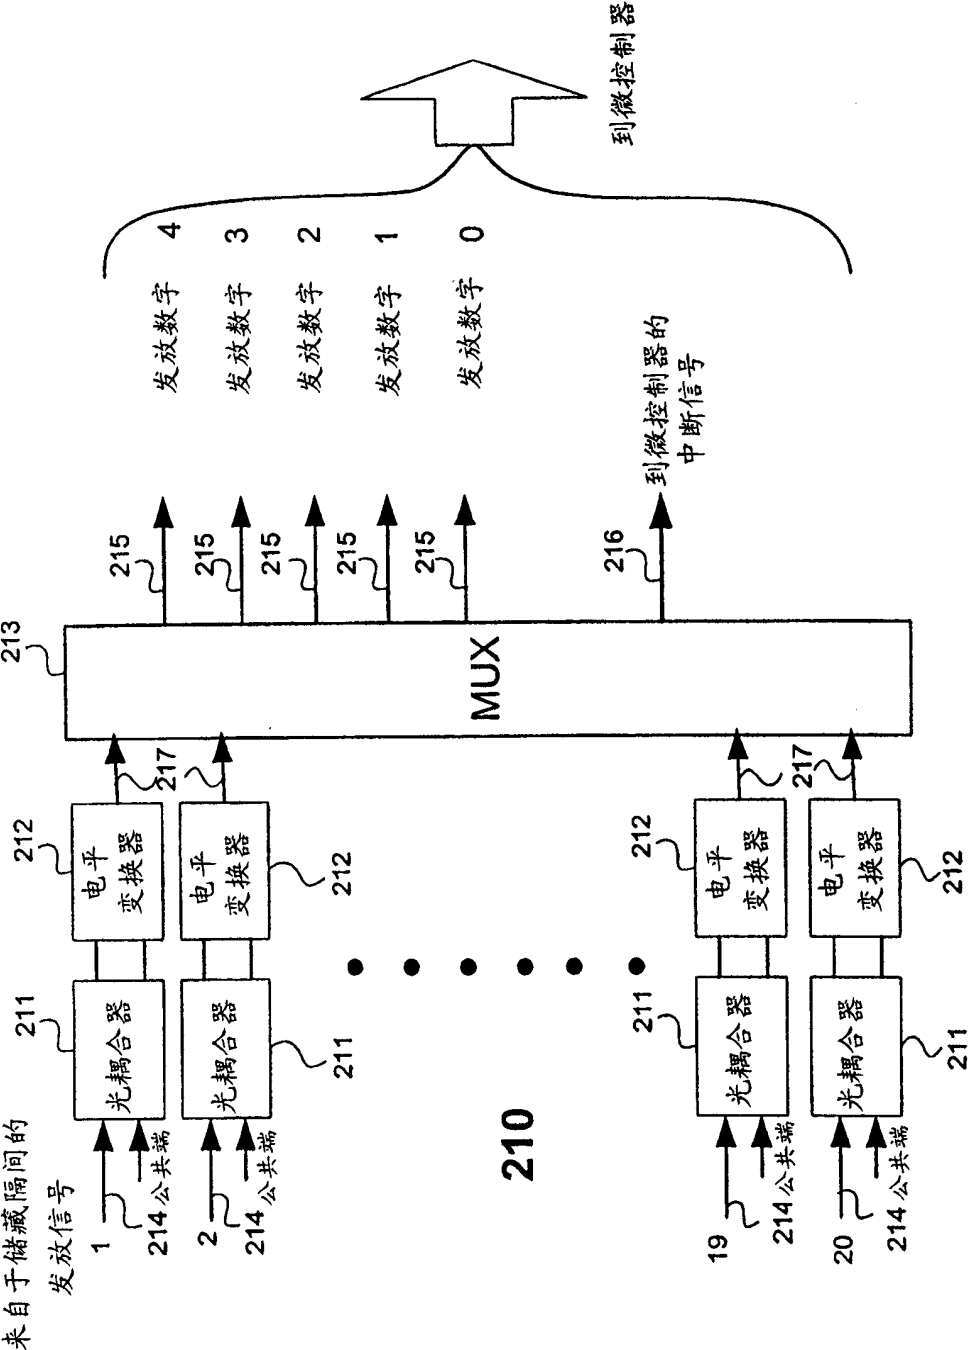 来自于储藏隔间的
发放信号
1
214
公共端
光耦合器
211
电平
变换器
212
217
2
214
公共端
光耦合器
211
电平
变换器
212
19
214
公共端
光耦合器
211
电平
变换器
212
217
20
214
公共端
光耦合器
211
电平
变换器
212
210
MUX
213
215
发放数字 4
215
发放数字 3
215
发放数字 2
215
发放数字 1
215
发放数字 0
216
到微控制器的
中断信号
到微控制器